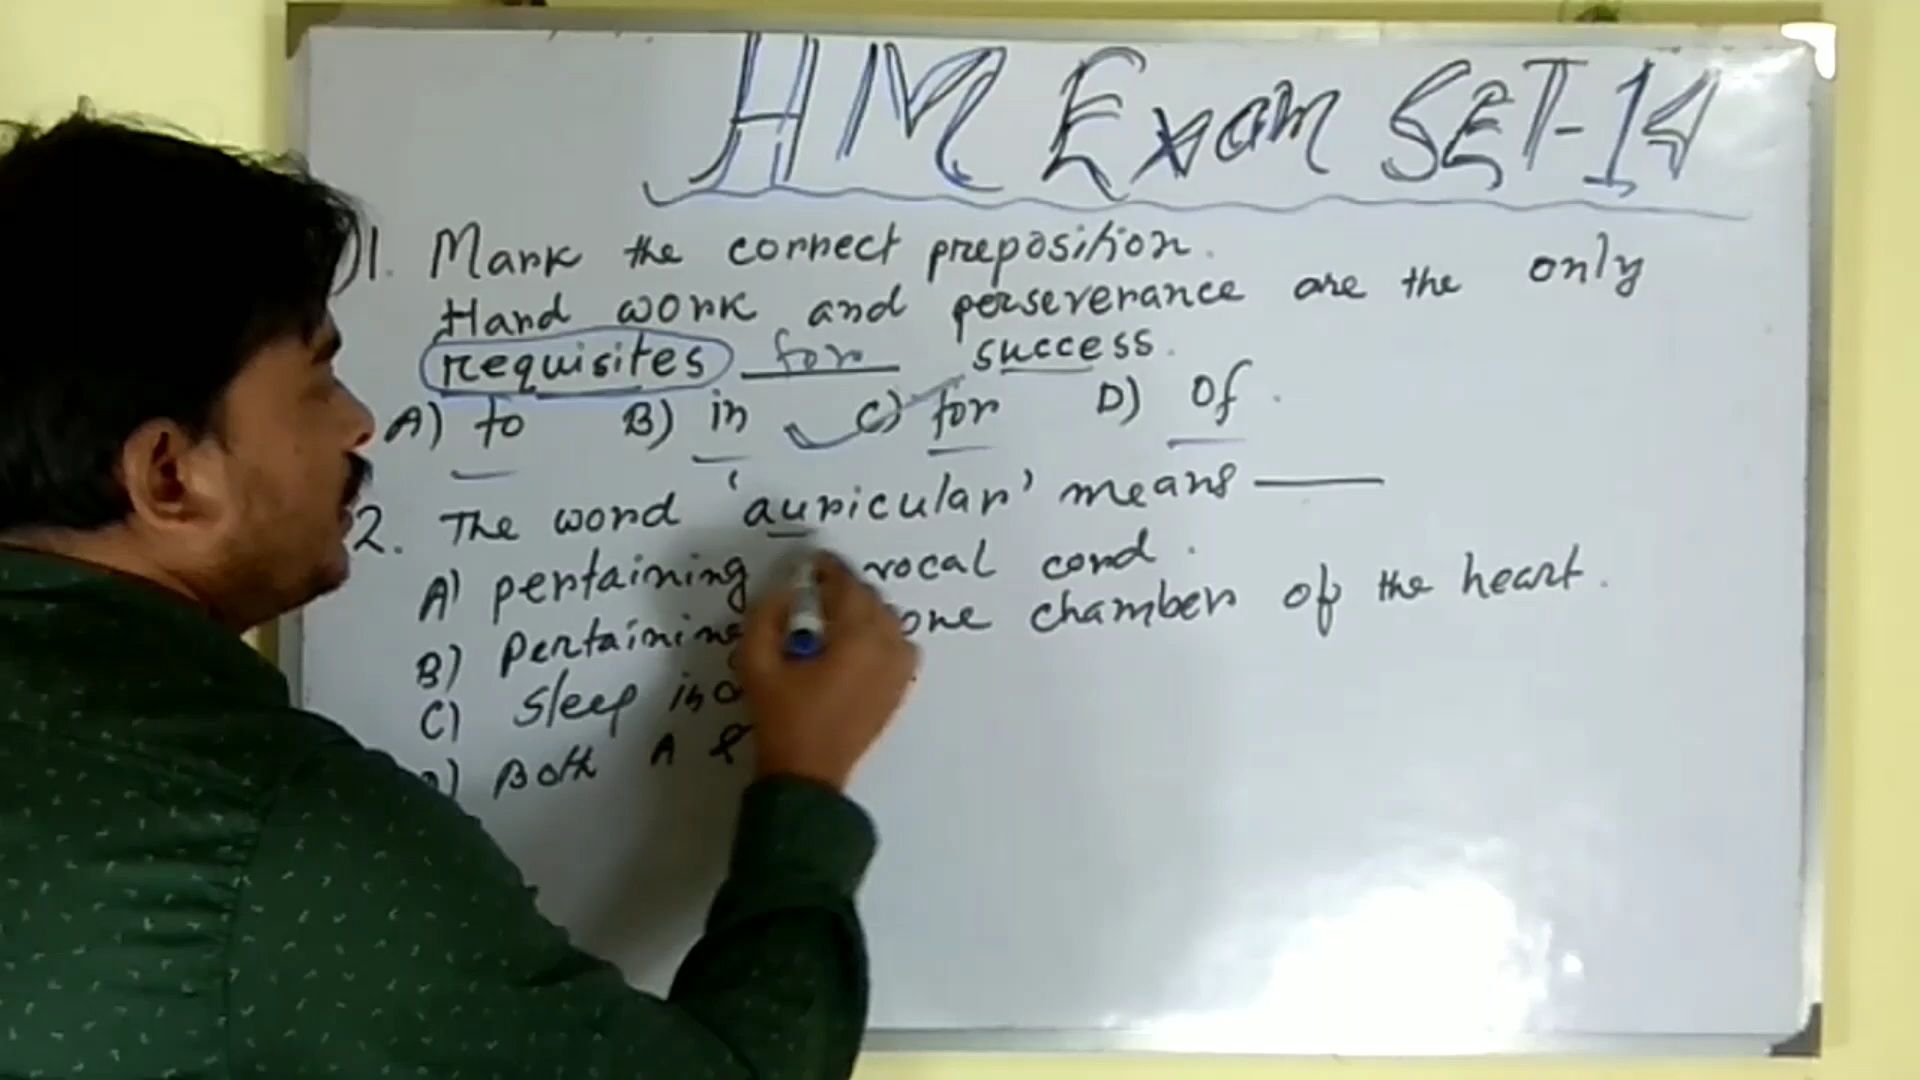 HM Exam SET-14
1. Mark the correct preposition.
Hard work and perseverance are the only
requisites for success.
A) to B) in C) for D) of.
2. The word 'auricular' means
A) pertaining vocal cord.
B) pertaining one chamber of the heart.
C) sleep
D) Both A &